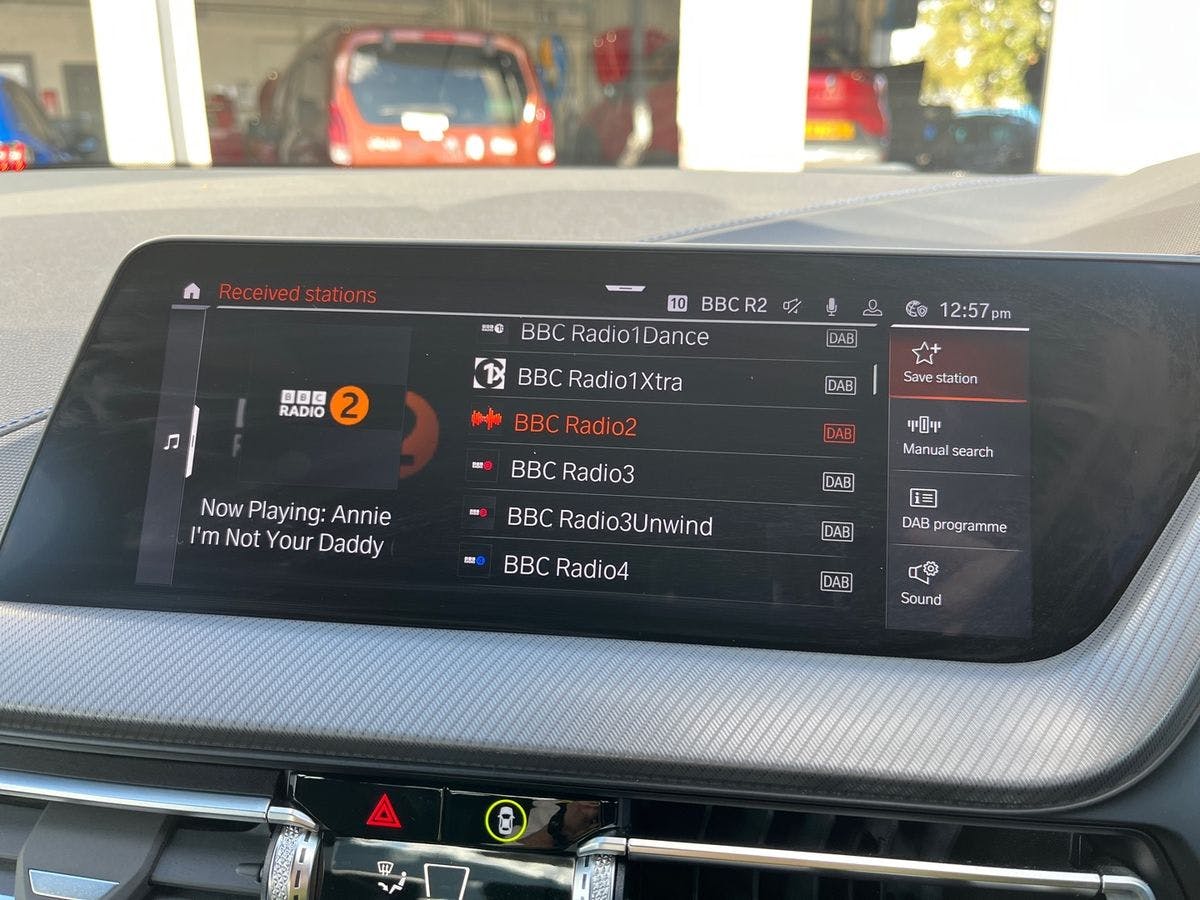 Received stations
10 BBC R2
12:57pm
BBC
RADIO 2
Now Playing: Annie
I'm Not Your Daddy
BBC Radio1Dance DAB
1X BBC Radio1Xtra DAB
BBC Radio2 DAB
BBC Radio3 DAB
BBC Radio3Unwind DAB
BBC Radio4 DAB
Save station
Manual search
DAB programme
Sound